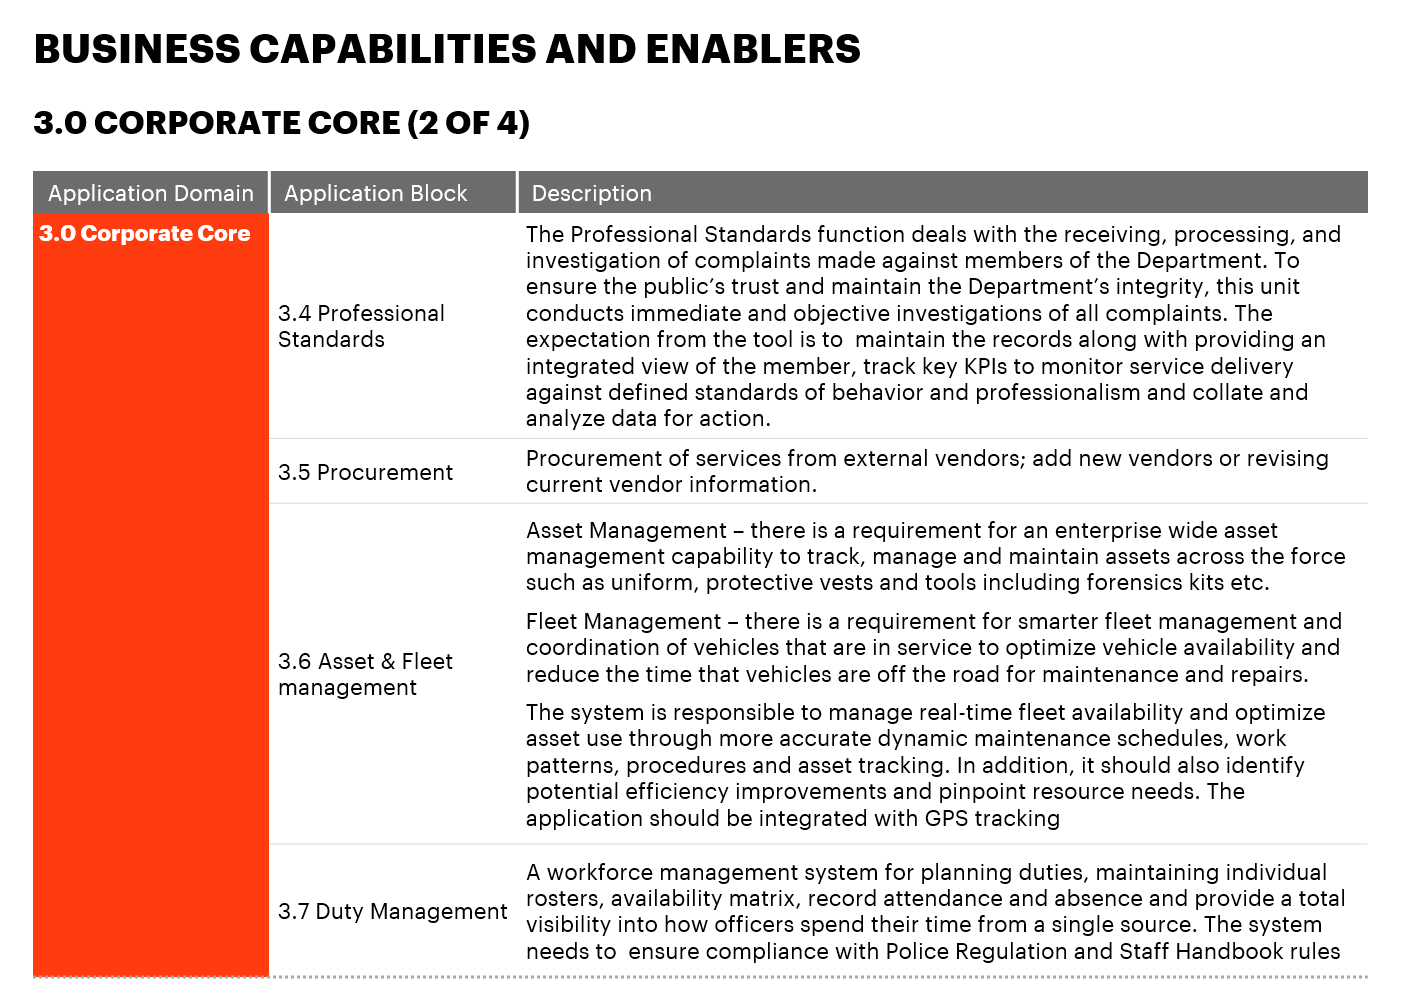 BUSINESS CAPABILITIES AND ENABLERS
3.0 CORPORATE CORE (2 OF 4)
Application Domain
Application Block
Description
3.0 Corporate Core
3.4 Professional
Standards
The Professional Standards function deals with the receiving, processing, and
investigation of complaints made against members of the Department. To
ensure the public’s trust and maintain the Department’s integrity, this unit
conducts immediate and objective investigations of all complaints. The
expectation from the tool is to  maintain the records along with providing an
integrated view of the member, track key KPIs to monitor service delivery
against defined standards of behavior and professionalism and collate and
analyze data for action.
3.5 Procurement
Procurement of services from external vendors; add new vendors or revising
current vendor information.
3.6 Asset & Fleet
management
Asset Management – there is a requirement for an enterprise wide asset
management capability to track, manage and maintain assets across the force
such as uniform, protective vests and tools including forensics kits etc.
Fleet Management – there is a requirement for smarter fleet management and
coordination of vehicles that are in service to optimize vehicle availability and
reduce the time that vehicles are off the road for maintenance and repairs.
The system is responsible to manage real-time fleet availability and optimize
asset use through more accurate dynamic maintenance schedules, work
patterns, procedures and asset tracking. In addition, it should also identify
potential efficiency improvements and pinpoint resource needs. The
application should be integrated with GPS tracking
3.7 Duty Management
A workforce management system for planning duties, maintaining individual
rosters, availability matrix, record attendance and absence and provide a total
visibility into how officers spend their time from a single source. The system
needs to  ensure compliance with Police Regulation and Staff Handbook rules